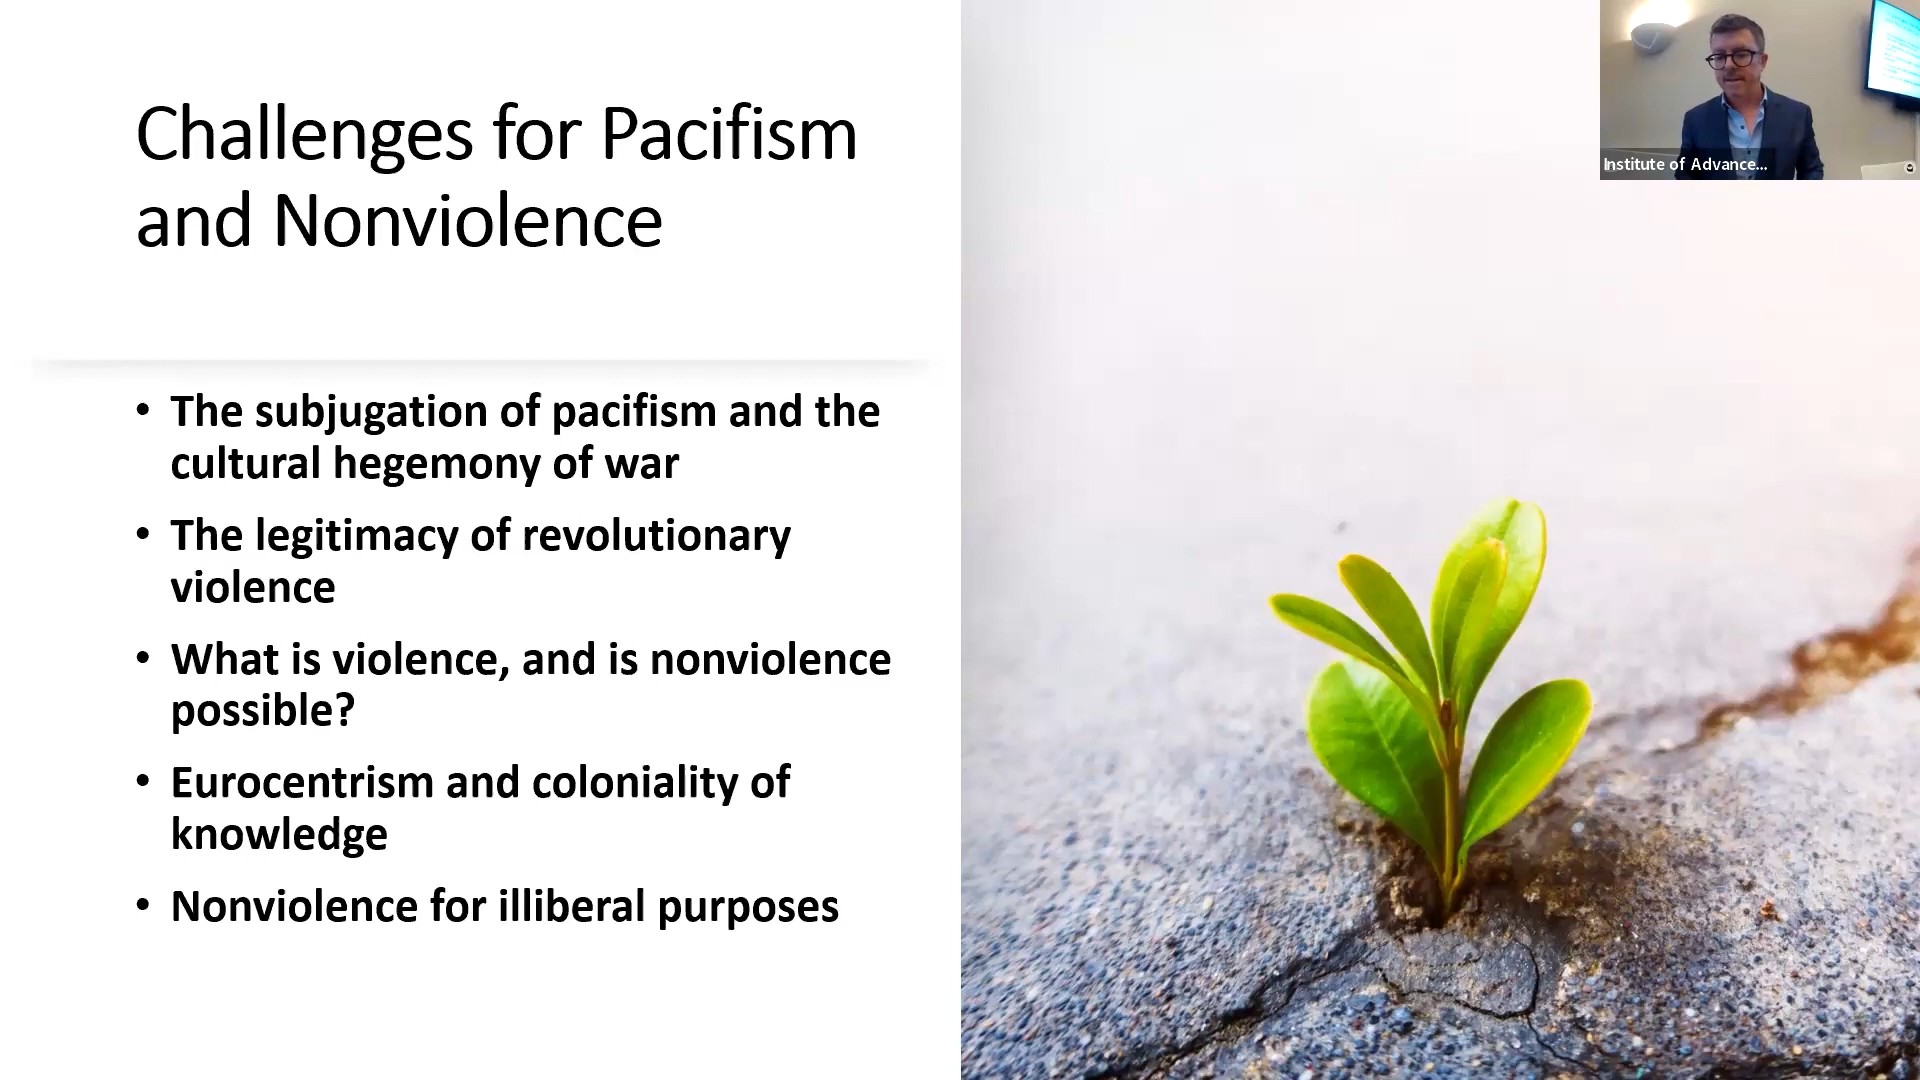 Challenges for Pacifism
and Nonviolence
• The subjugation of pacifism and the
cultural hegemony of war
• The legitimacy of revolutionary
violence
• What is violence, and is nonviolence
possible?
• Eurocentrism and coloniality of
knowledge
• Nonviolence for illiberal purposes
Institute of Advance...